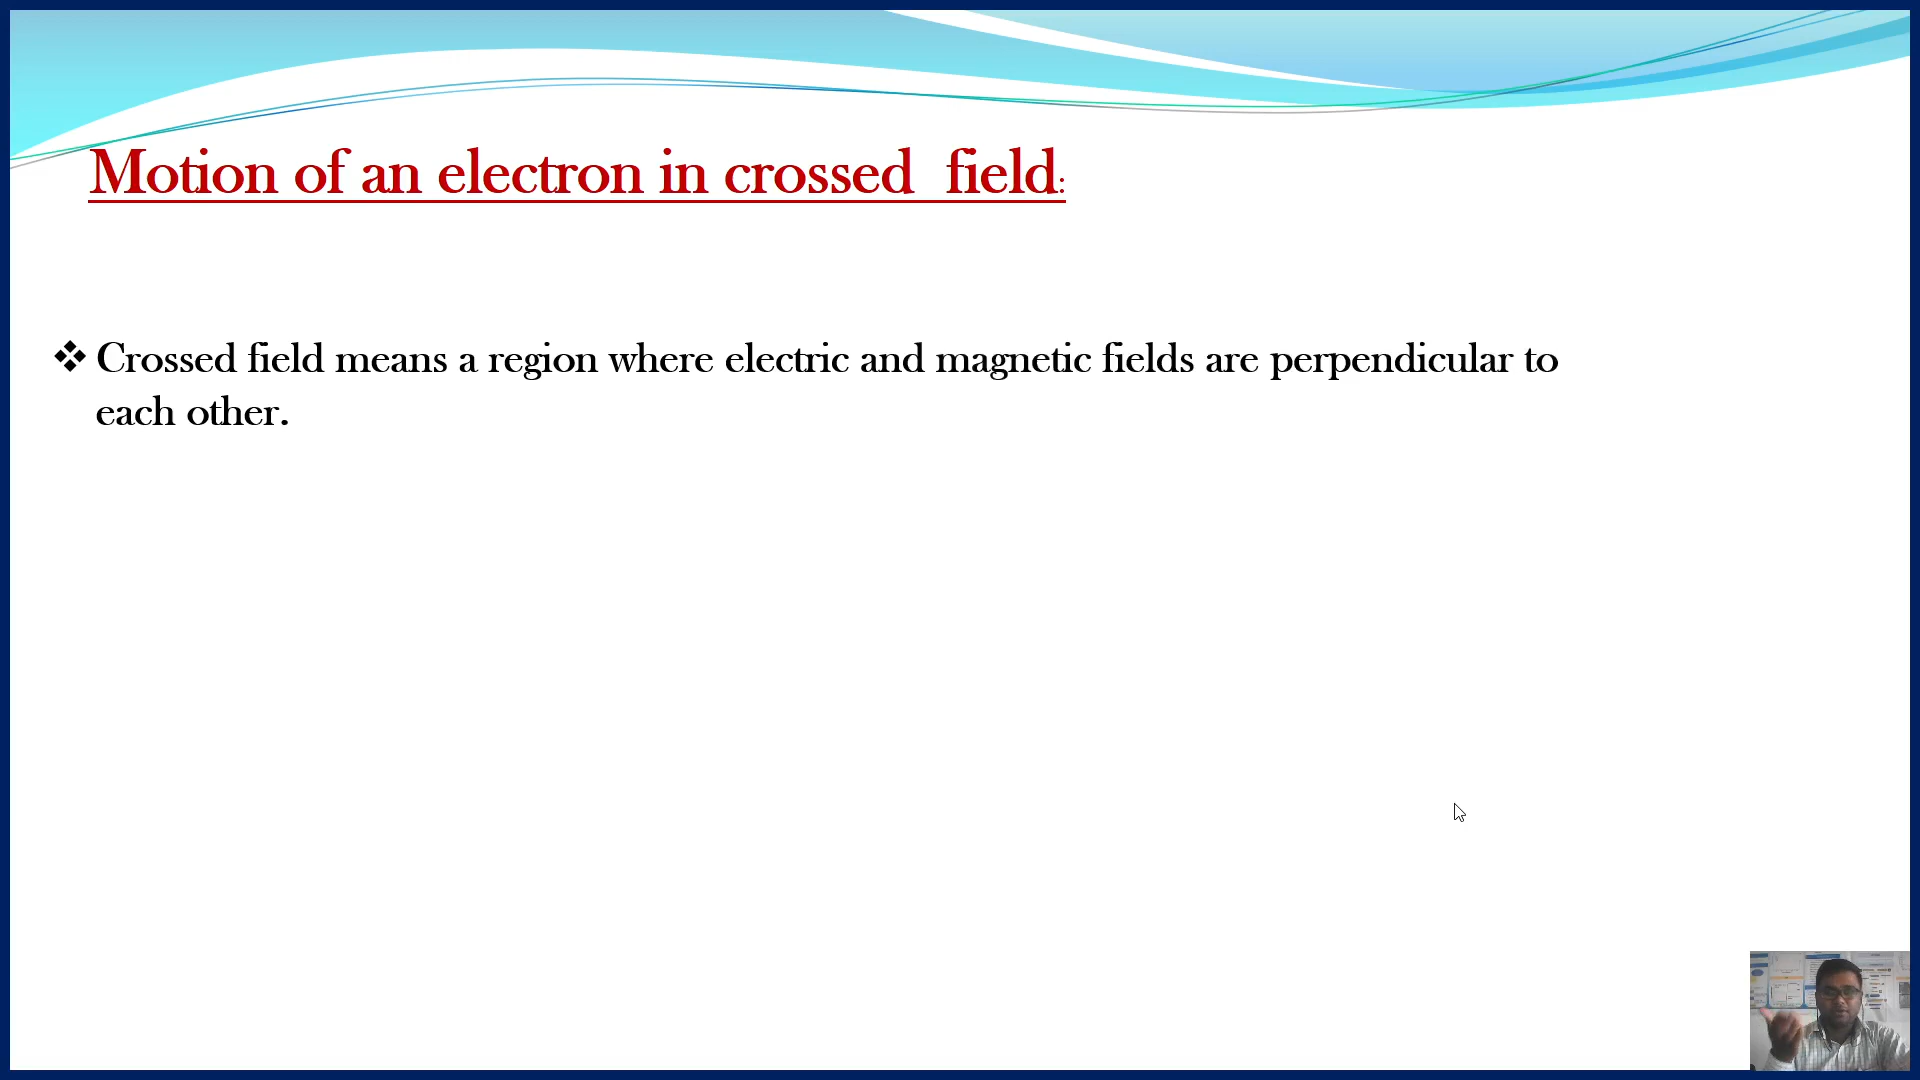 Motion of an electron in crossed  field:
❖ Crossed field means a region where electric and magnetic fields are perpendicular to
each other.